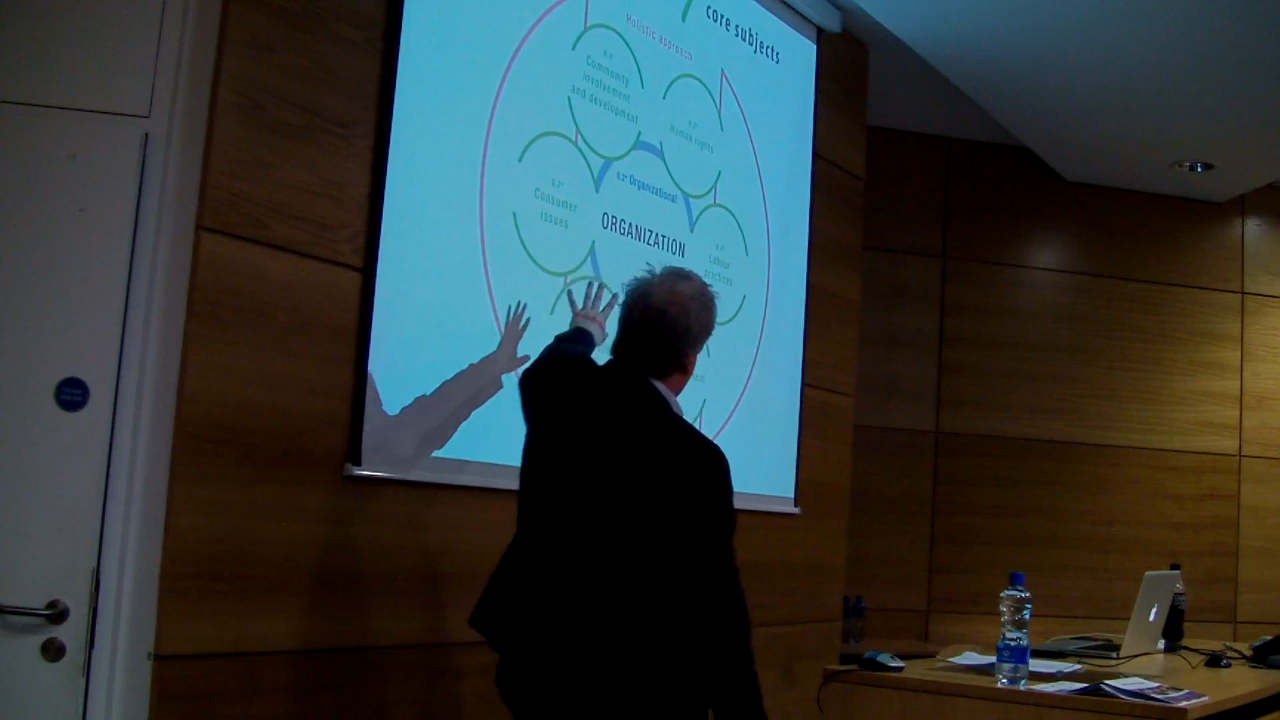 core subjects
Holistic approach
6.8*
Community
involvement
and development
6.3*
Human rights
6.2* Organizational
6.7*
Consumer
issues
ORGANIZATION
6.4*
Labour
practices